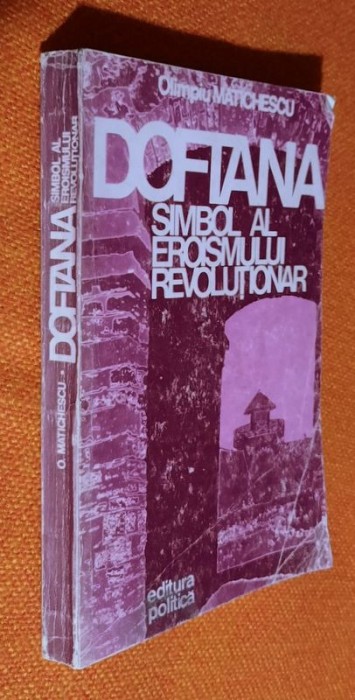 Olimpiu MATICHESCU
DOFTANA
SIMBOL AL
EROISMULUI
REVOLUȚIONAR
editura
politică
O. MATICHESCU • DOFTANA SIMBOL AL
EROISMULUI
REVOLUȚIONAR